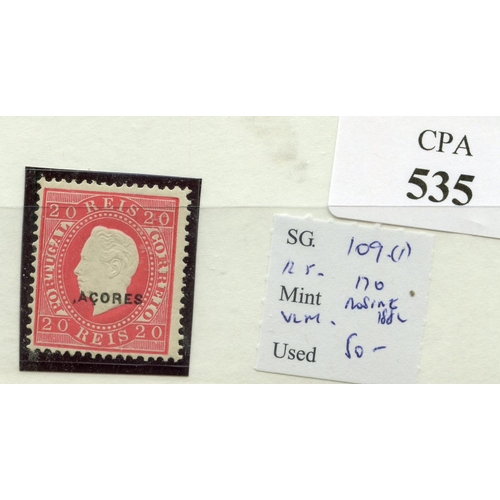 CPA
535
20 REIS 20
PORTUGAL
CORREIO
AÇORES
20 REIS 20
SG. 109.(1)
Mint 170
Used 50-